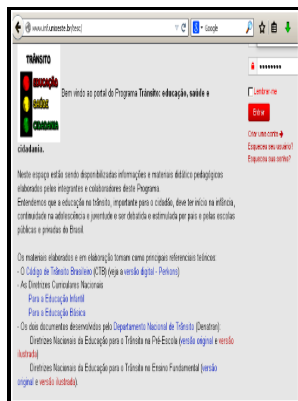 www.inf.unioeste.br/tesc/
Google
TRÂNSITO
EDUCAÇÃO
SAÚDE
CIDADANIA
Bem vindo ao portal do Programa Trânsito: educação, saúde e
cidadania.
Neste espaço estão sendo disponibilizadas informações e materiais didático pedagógicos
elaborados pelos integrantes e colaboradores deste Programa.
Entendemos que a educação no trânsito, importante para o cidadão, deve ter início na infância,
continuidade na adolescência e juventude e ser debatida e estimulada por pais e pelas escolas
públicas e privadas do Brasil.
Os materiais elaborados e em elaboração tomam como principais referenciais teóricos:
- O Código de Trânsito Brasileiro (CTB) (veja a versão digital - Perkons)
- As Diretrizes Curriculares Nacionais
Para a Educação Infantil
Para a Educação Básica
- Os dois documentos desenvolvidos pelo Departamento Nacional de Trânsito (Denatran):
Diretrizes Nacionais da Educação para o Trânsito na Pré-Escola (versão original e versão
ilustrada)
Diretrizes Nacionais da Educação para o Trânsito no Ensino Fundamental (versão
original e versão ilustrada).
Lembrar-me
Entrar
Criar uma conta
Esqueceu seu usuário?
Esqueceu sua senha?